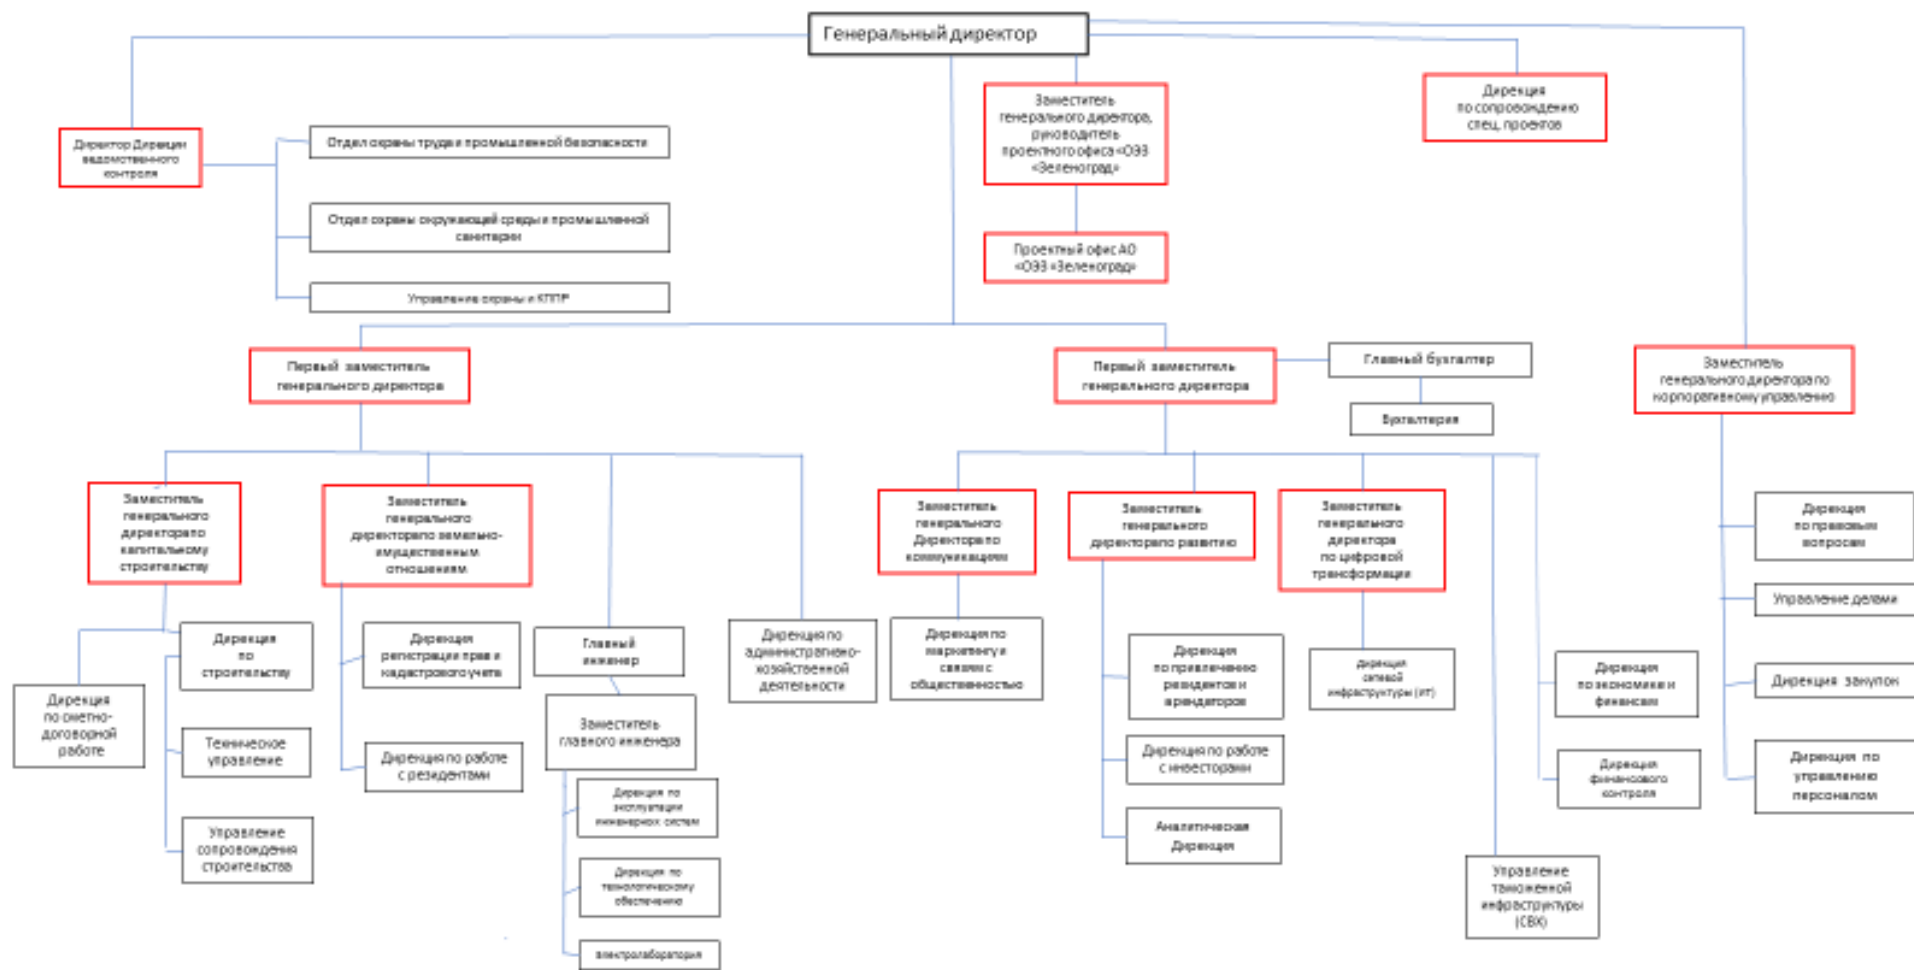 Генеральный директор
Директор Дирекции
ведомственного
контроля
Отдел охраны труда и промышленной безопасности
Отдел охраны окружающей среды и промышленной
санитарии
Управление охраны и КППР
Заместитель
генерального директора,
руководитель
проектного офиса «ОЭЗ
«Зеленоград»
Проектный офис АО
«ОЭЗ «Зеленоград»
Дирекция
по сопровождению
спец. проектов
Первый заместитель
генерального директора
Первый заместитель
генерального директора
Главный бухгалтер
Бухгалтерия
Заместитель
генерального директора по
корпоративному управлению
Заместитель
генерального
директора по
капитальному
строительству
Заместитель
генерального
директора по земельно-
имущественным
отношениям
Заместитель
генерального
Директора по
коммуникациям
Заместитель
генерального
директора по развитию
Заместитель
генерального
директора
по цифровой
трансформации
Дирекция
по правовым
вопросам
Управление делами
Дирекция закупок
Дирекция по
управлению
персоналом
Дирекция
по сметно-
договорной
работе
Дирекция
по
строительству
Техническое
управление
Управление
сопровождения
строительства
Дирекция
регистрации прав и
кадастрового учета
Дирекция по работе
с резидентами
Главный
инженер
Заместитель
главного инженера
Дирекция по
эксплуатации
инженерных систем
Дирекция по
технологическому
обеспечению
Электролаборатория
Дирекция по
административно-
хозяйственной
деятельности
Дирекция по
маркетингу и
связям с
общественностью
Дирекция
по привлечению
резидентов и
арендаторов
Дирекция по работе
с инвесторами
Аналитическая
Дирекция
дирекция
сетевой
инфраструктуры (ИТ)
Управление
таможенной
инфраструктуры
(СВХ)
Дирекция
по экономике и
финансам
Дирекция
финансового
контроля